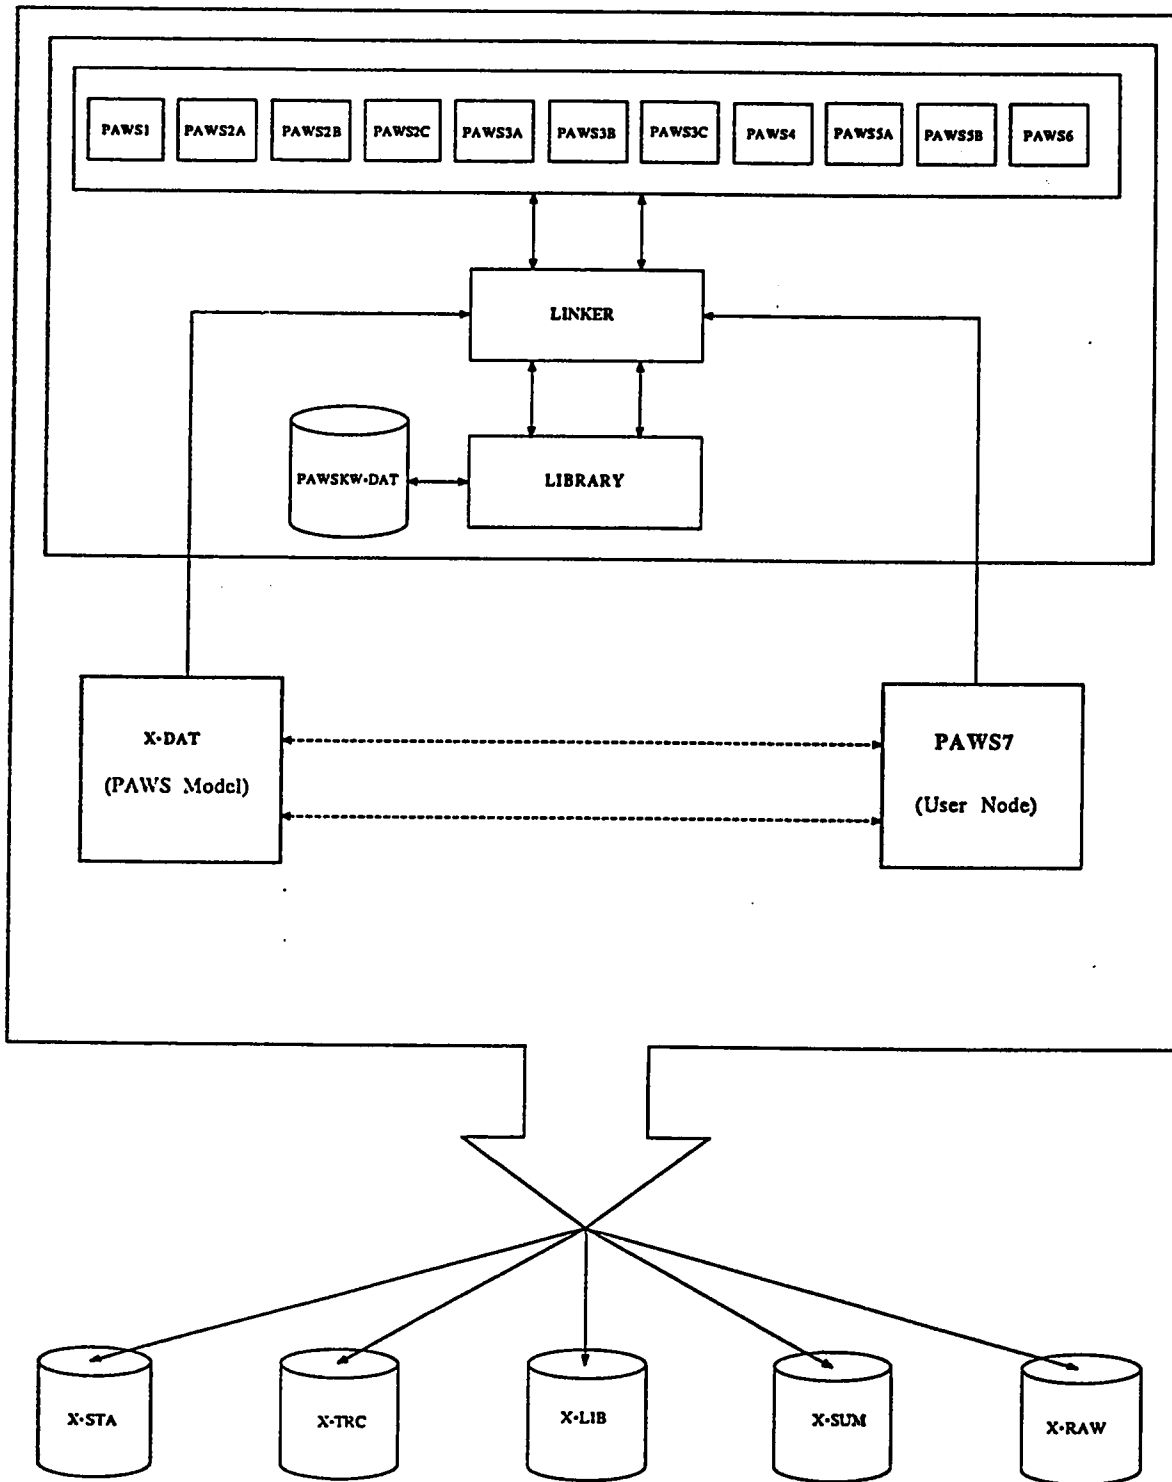 PAWS1 PAWS2A PAWS2B PAWS2C PAWS3A PAWS3B PAWS3C PAWS4 PAWS5A PAWS5B PAWS6
LINKER
PAWSKW•DAT
LIBRARY
X•DAT
(PAWS Model)
PAWS7
(User Node)
X•STA
X•TRC
X•LIB
X•SUM
X•RAW